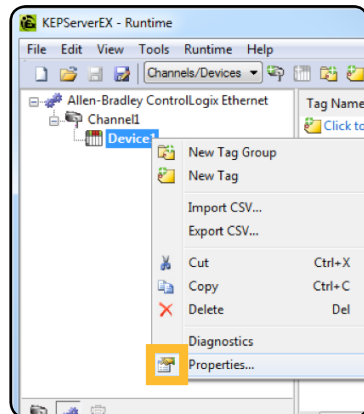 KEPServerEX - Runtime
File Edit View Tools Runtime Help
Channels/Devices
Allen-Bradley ControlLogix Ethernet
Tag Name
Channel1
Click to
Device1
New Tag Group
New Tag
Import CSV...
Export CSV...
Cut Ctrl+X
Copy Ctrl+C
Delete Del
Diagnostics
Properties...